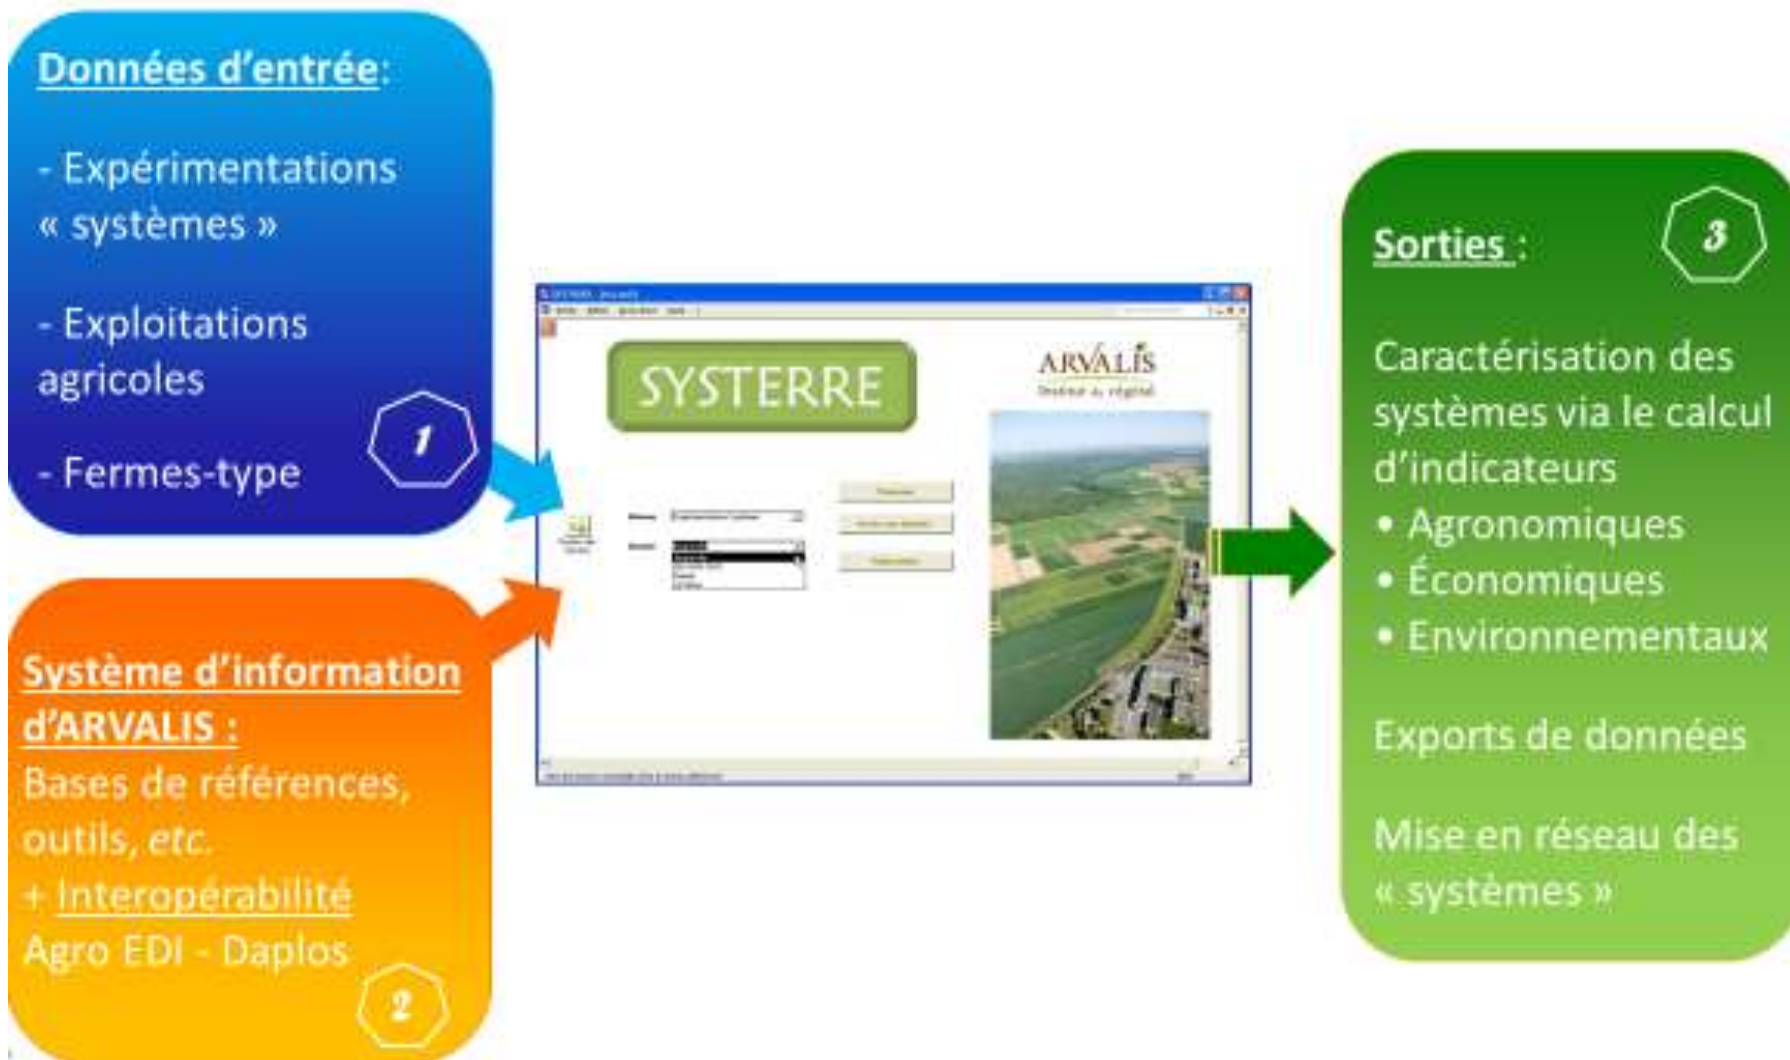 Données d'entrée:
- Expérimentations
« systèmes »
- Exploitations
agricoles
- Fermes-type
1
Système d'information
d'ARVALIS :
Bases de références,
outils, etc.
+ Interopérabilité
Agro EDI - Daplos
2
SYSTERRE
ARVALIS
Institut du végétal
3
Sorties :
Caractérisation des
systèmes via le calcul
d'indicateurs
• Agronomiques
• Économiques
• Environnementaux
Exports de données
Mise en réseau des
« systèmes »